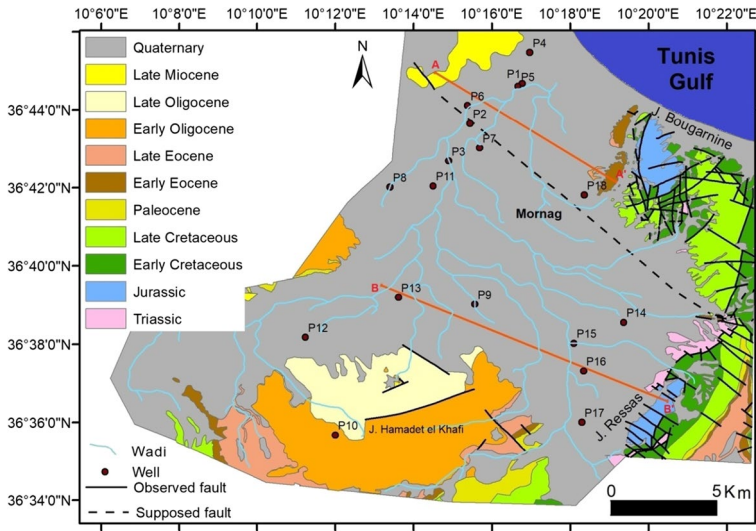 10°6'0"E 10°8'0"E 10°10'0"E 10°12'0"E 10°14'0"E 10°16'0"E 10°18'0"E 10°20'0"E 10°22'0"E
36°44'0"N
36°42'0"N
36°40'0"N
36°38'0"N
36°36'0"N
36°34'0"N
Quaternary
Late Miocene
Late Oligocene
Early Oligocene
Late Eocene
Early Eocene
Paleocene
Late Cretaceous
Early Cretaceous
Jurassic
Triassic
Wadi
Well
Observed fault
Supposed fault
N
Tunis
Gulf
A
P4
P1 P5
P6
P2
P7
P3
P8
P11
P18
A'
J. Bougarnine
Mornag
B
P13
P9
P12
P14
P15
P16
B'
P10
P17
J. Hamadet el Khafi
J. Ressas
0 5 Km